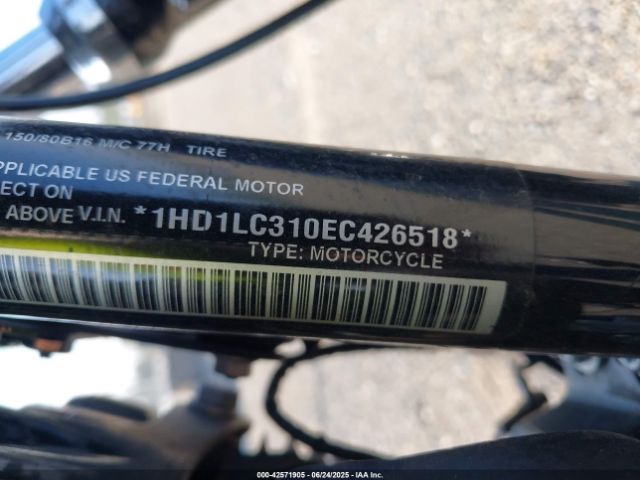 150/80B16 M/C 77H TIRE
PPLICABLE US FEDERAL MOTOR
ECT ON
ABOVE V.I.N. *1HD1LC310EC426518*
TYPE: MOTORCYCLE
000-42571905 06/24/2025 IAA Inc.